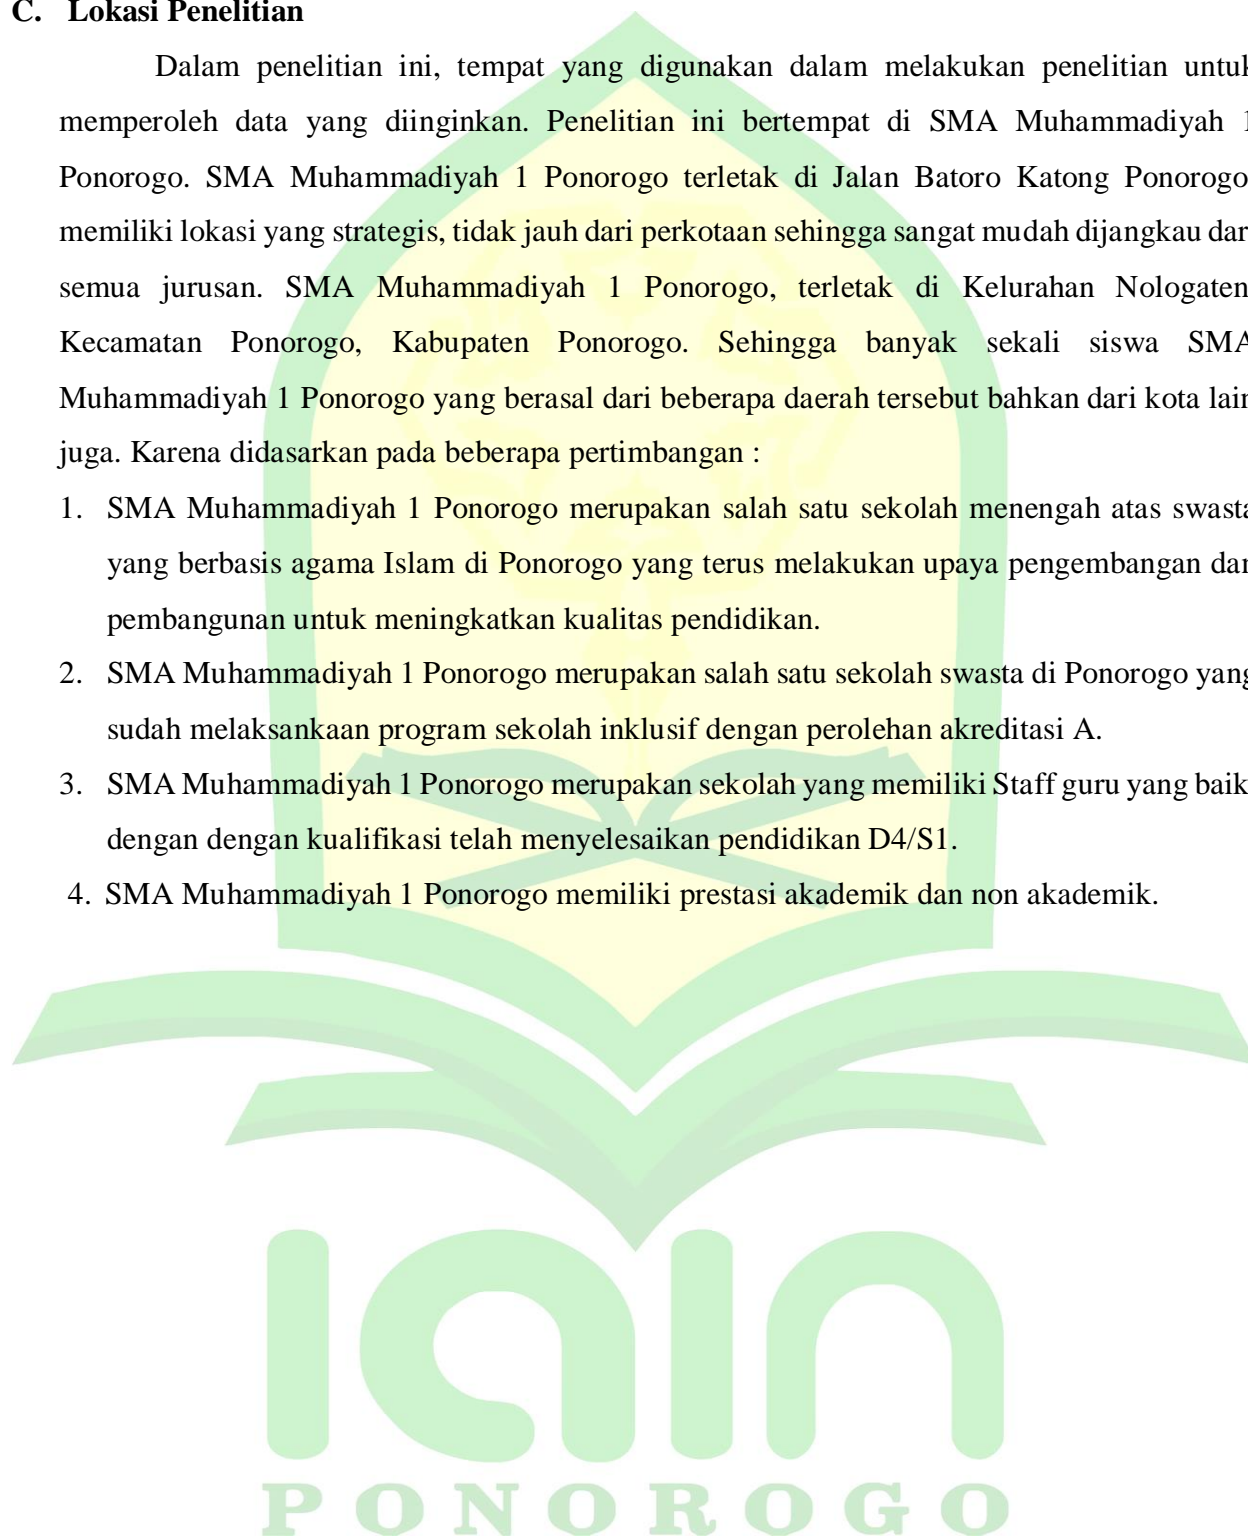 C. Lokasi Penelitian
Dalam penelitian ini, tempat yang digunakan dalam melakukan penelitian untuk
memperoleh data yang diinginkan. Penelitian ini bertempat di SMA Muhammadiyah 1
Ponorogo. SMA Muhammadiyah 1 Ponorogo terletak di Jalan Batoro Katong Ponorogo
memiliki lokasi yang strategis, tidak jauh dari perkotaan sehingga sangat mudah dijangkau dari
semua jurusan. SMA Muhammadiyah 1 Ponorogo, terletak di Kelurahan Nologaten
Kecamatan Ponorogo, Kabupaten Ponorogo. Sehingga banyak sekali siswa SMA
Muhammadiyah 1 Ponorogo yang berasal dari beberapa daerah tersebut bahkan dari kota lain
juga. Karena didasarkan pada beberapa pertimbangan :
1. SMA Muhammadiyah 1 Ponorogo merupakan salah satu sekolah menengah atas swasta
yang berbasis agama Islam di Ponorogo yang terus melakukan upaya pengembangan dan
pembangunan untuk meningkatkan kualitas pendidikan.
2. SMA Muhammadiyah 1 Ponorogo merupakan salah satu sekolah swasta di Ponorogo yang
sudah melaksankaan program sekolah inklusif dengan perolehan akreditasi A.
3. SMA Muhammadiyah 1 Ponorogo merupakan sekolah yang memiliki Staff guru yang baik
dengan dengan kualifikasi telah menyelesaikan pendidikan D4/S1.
4. SMA Muhammadiyah 1 Ponorogo memiliki prestasi akademik dan non akademik.
iain
PONOROGO